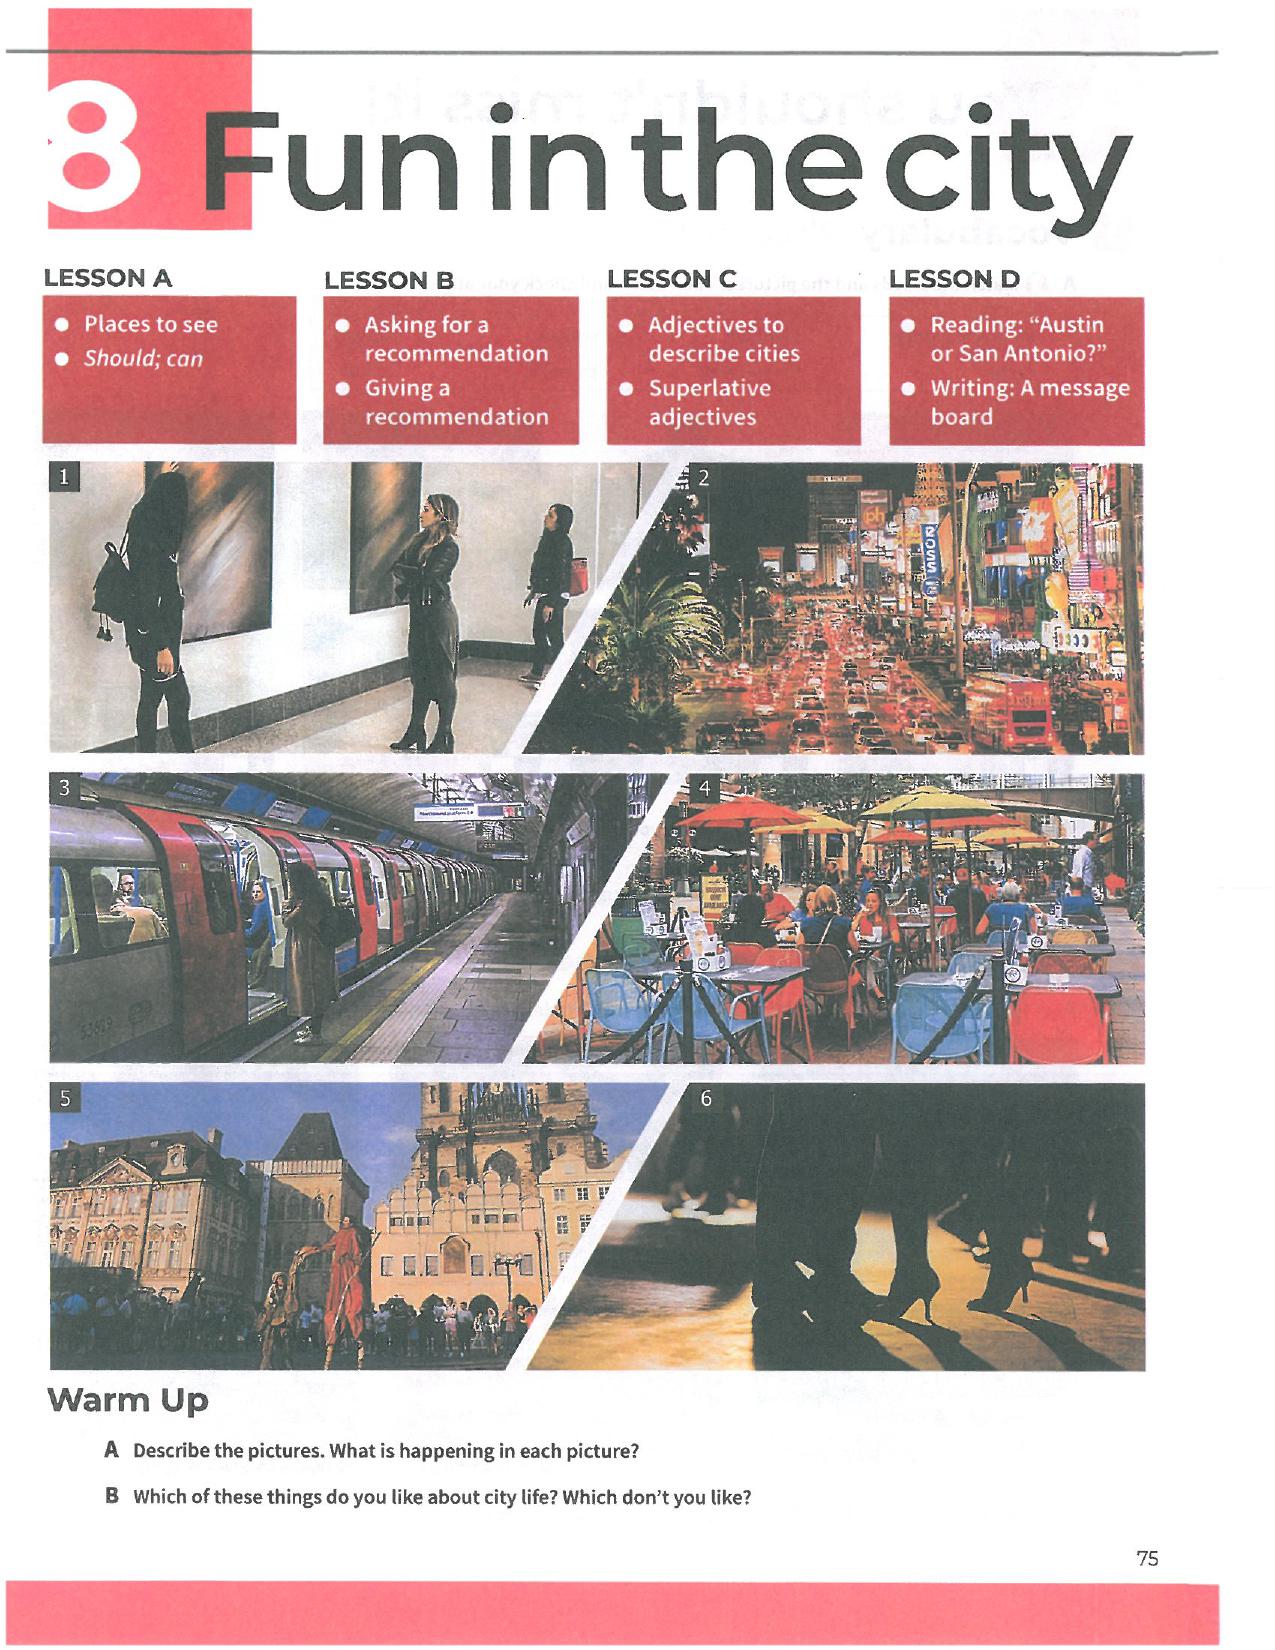 8 Fun in the city
LESSON A
● Places to see
● Should; can
LESSON B
● Asking for a
recommendation
● Giving a
recommendation
LESSON C
● Adjectives to
describe cities
● Superlative
adjectives
LESSON D
● Reading: “Austin
or San Antonio?”
● Writing: A message
board
1
2
ROSS
3
4
5
6
Warm Up
A Describe the pictures. What is happening in each picture?
B Which of these things do you like about city life? Which don't you like?
75